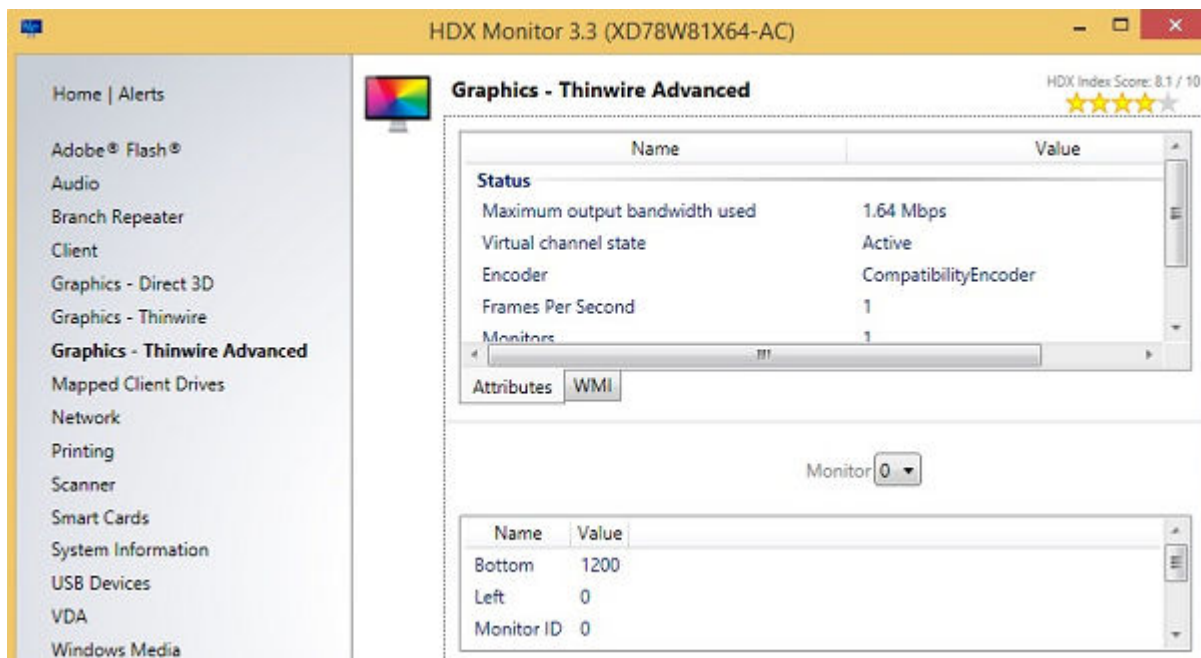 HDX Monitor 3.3 (XD78W81X64-AC)
Home | Alerts
Adobe® Flash®
Audio
Branch Repeater
Client
Graphics - Direct 3D
Graphics - Thinwire
Graphics - Thinwire Advanced
Mapped Client Drives
Network
Printing
Scanner
Smart Cards
System Information
USB Devices
VDA
Windows Media
Graphics - Thinwire Advanced
HDX Index Score: 8.1 / 10
Name Value
Status
Maximum output bandwidth used 1.64 Mbps
Virtual channel state Active
Encoder CompatibilityEncoder
Frames Per Second 1
Monitors 1
Attributes WMI
Monitor 0
Name Value
Bottom 1200
Left 0
Monitor ID 0